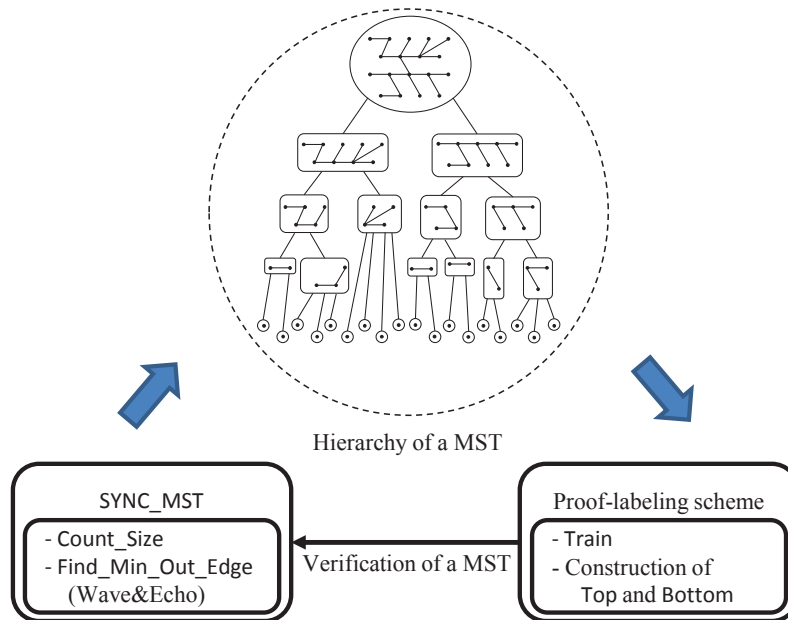 Hierarchy of a MST
SYNC_MST
- Count_Size
- Find_Min_Out_Edge
(Wave&Echo)
Verification of a MST
Proof-labeling scheme
- Train
- Construction of
Top and Bottom